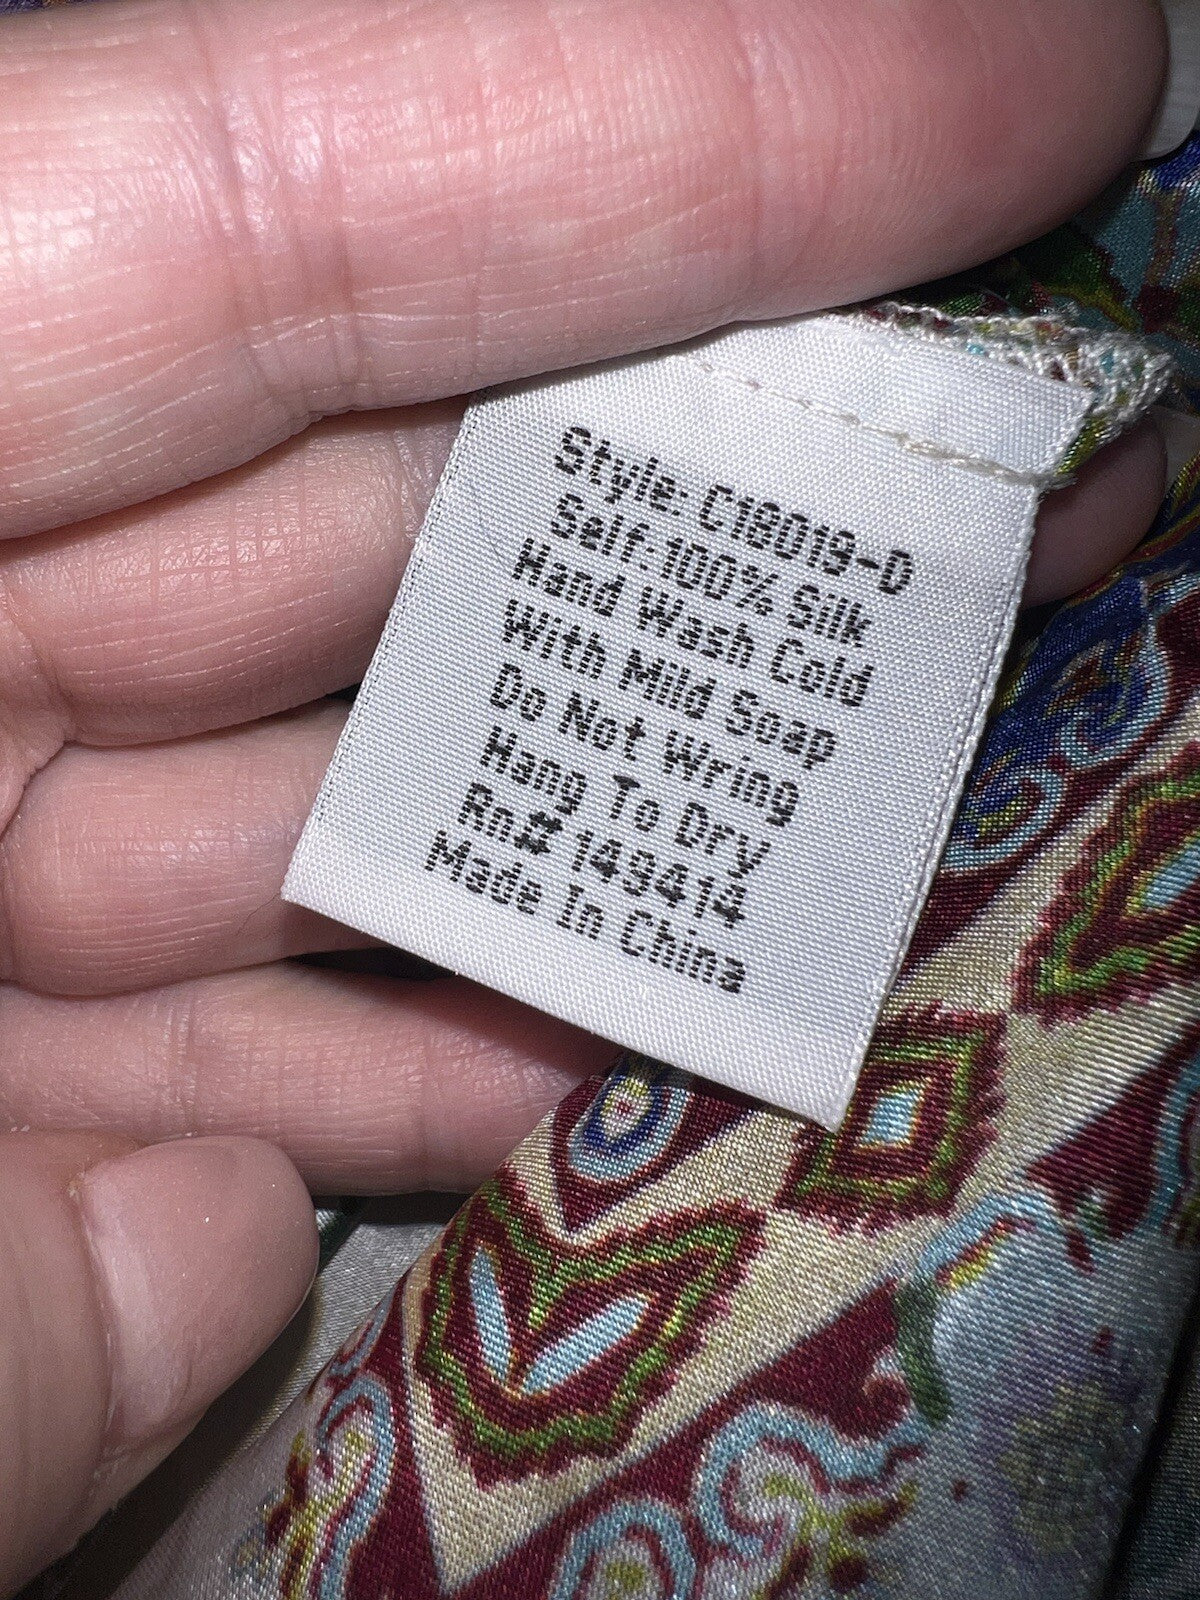 Style: C18019-D
Self:100% Silk
Hand Wash Cold
With Mild Soap
Do Not Wring
Hang To Dry
Rn# 149414
Made In China